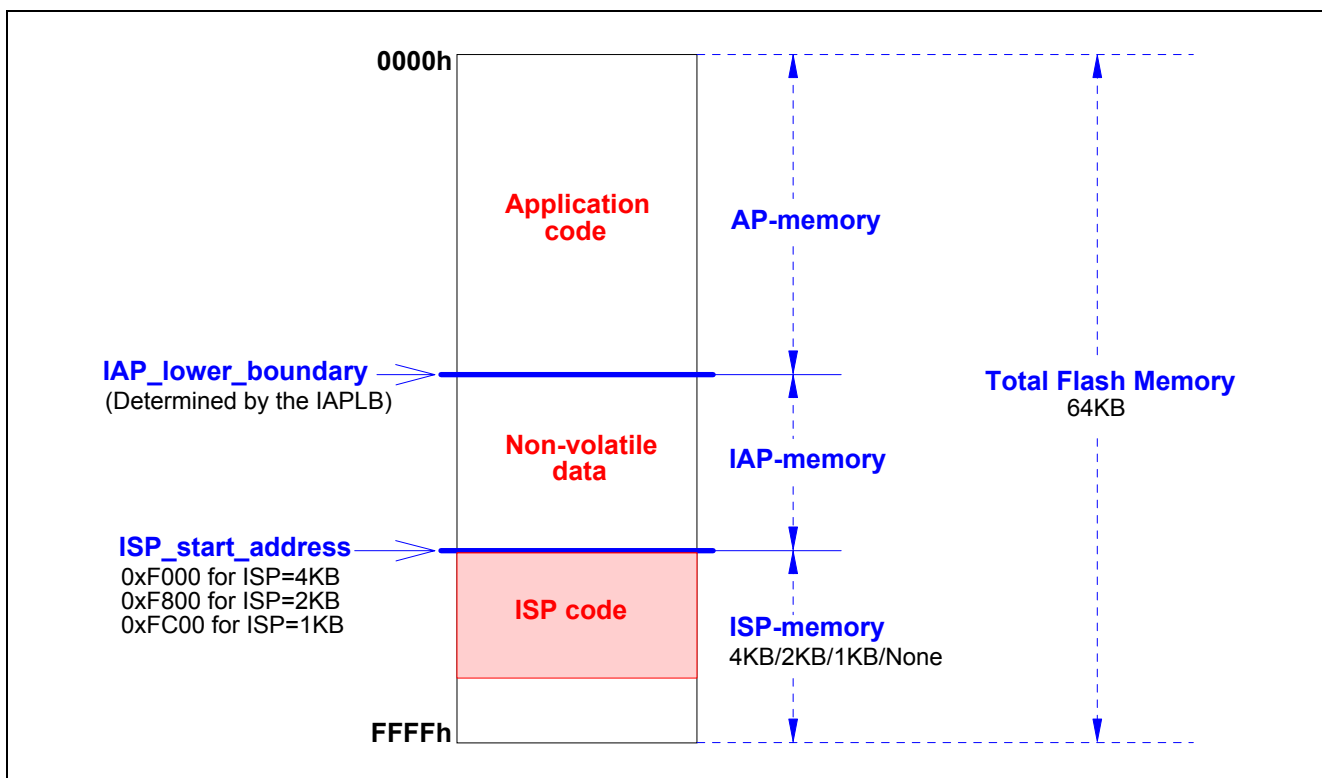 0000h
Application
code
AP-memory
IAP_lower_boundary
(Determined by the IAPLB)
Total Flash Memory
64KB
Non-volatile
data
IAP-memory
ISP_start_address
0xF000 for ISP=4KB
0xF800 for ISP=2KB
0xFC00 for ISP=1KB
ISP code
ISP-memory
4KB/2KB/1KB/None
FFFFh